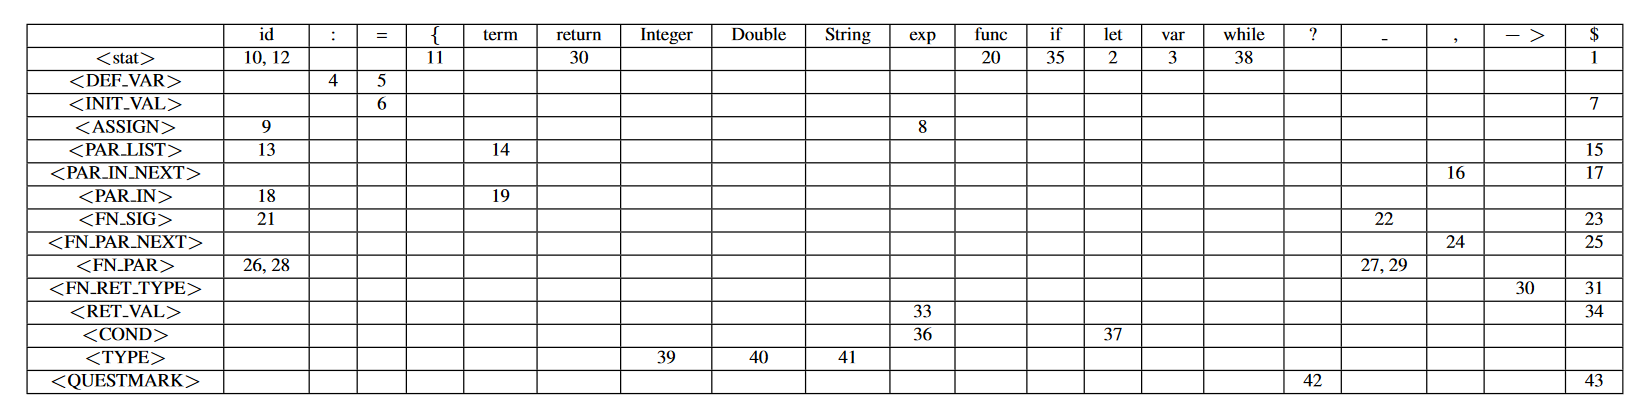 id : = { term return Integer Double String exp func if let var while ? _ , − > $
<stat> 10, 12 11 30 20 35 2 3 38 1
<DEF_VAR> 4 5
<INIT_VAL> 6 7
<ASSIGN> 9 8
<PAR_LIST> 13 14 15
<PAR_IN_NEXT> 16 17
<PAR_IN> 18 19
<FN_SIG> 21 22 23
<FN_PAR_NEXT> 24 25
<FN_PAR> 26, 28 27, 29
<FN_RET_TYPE> 30 31
<RET_VAL> 33 34
<COND> 36 37
<TYPE> 39 40 41
<QUESTMARK> 42 43